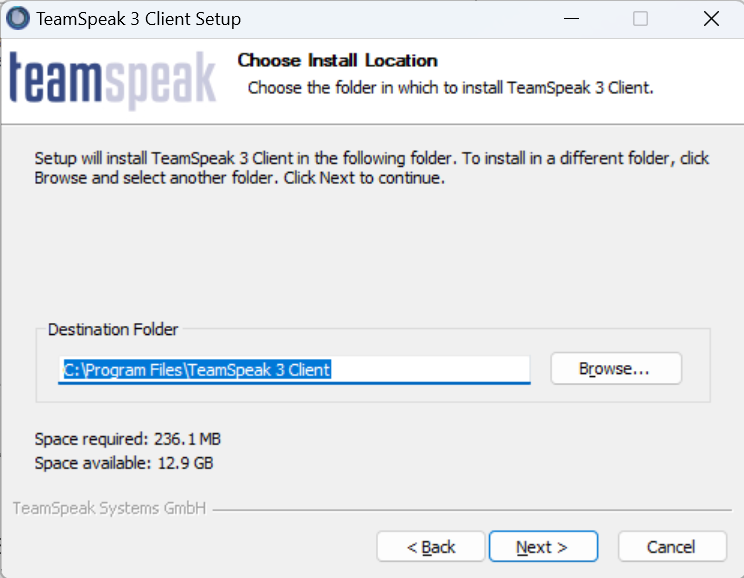 TeamSpeak 3 Client Setup
teamspeak
Choose Install Location
Choose the folder in which to install TeamSpeak 3 Client.
Setup will install TeamSpeak 3 Client in the following folder. To install in a different folder, click
Browse and select another folder. Click Next to continue.
Destination Folder
C:\Program Files\TeamSpeak 3 Client
Browse...
Space required: 236.1 MB
Space available: 12.9 GB
TeamSpeak Systems GmbH
< Back
Next >
Cancel